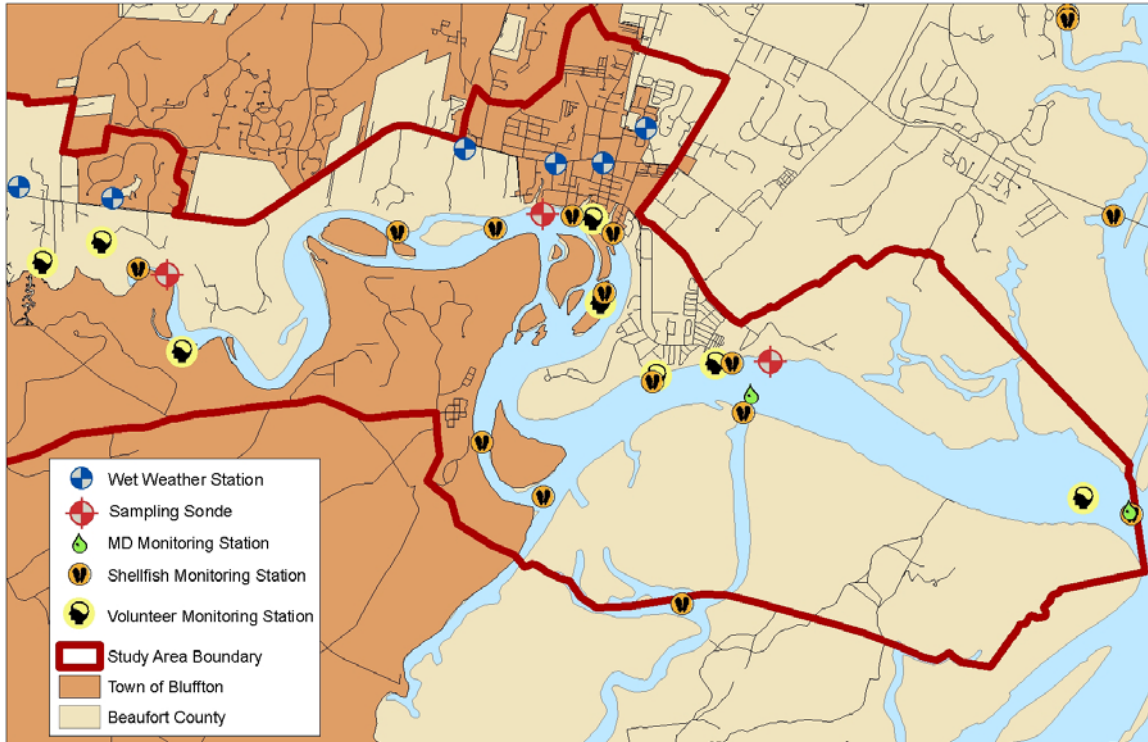 Wet Weather Station
Sampling Sonde
MD Monitoring Station
Shellfish Monitoring Station
Volunteer Monitoring Station
Study Area Boundary
Town of Bluffton
Beaufort County